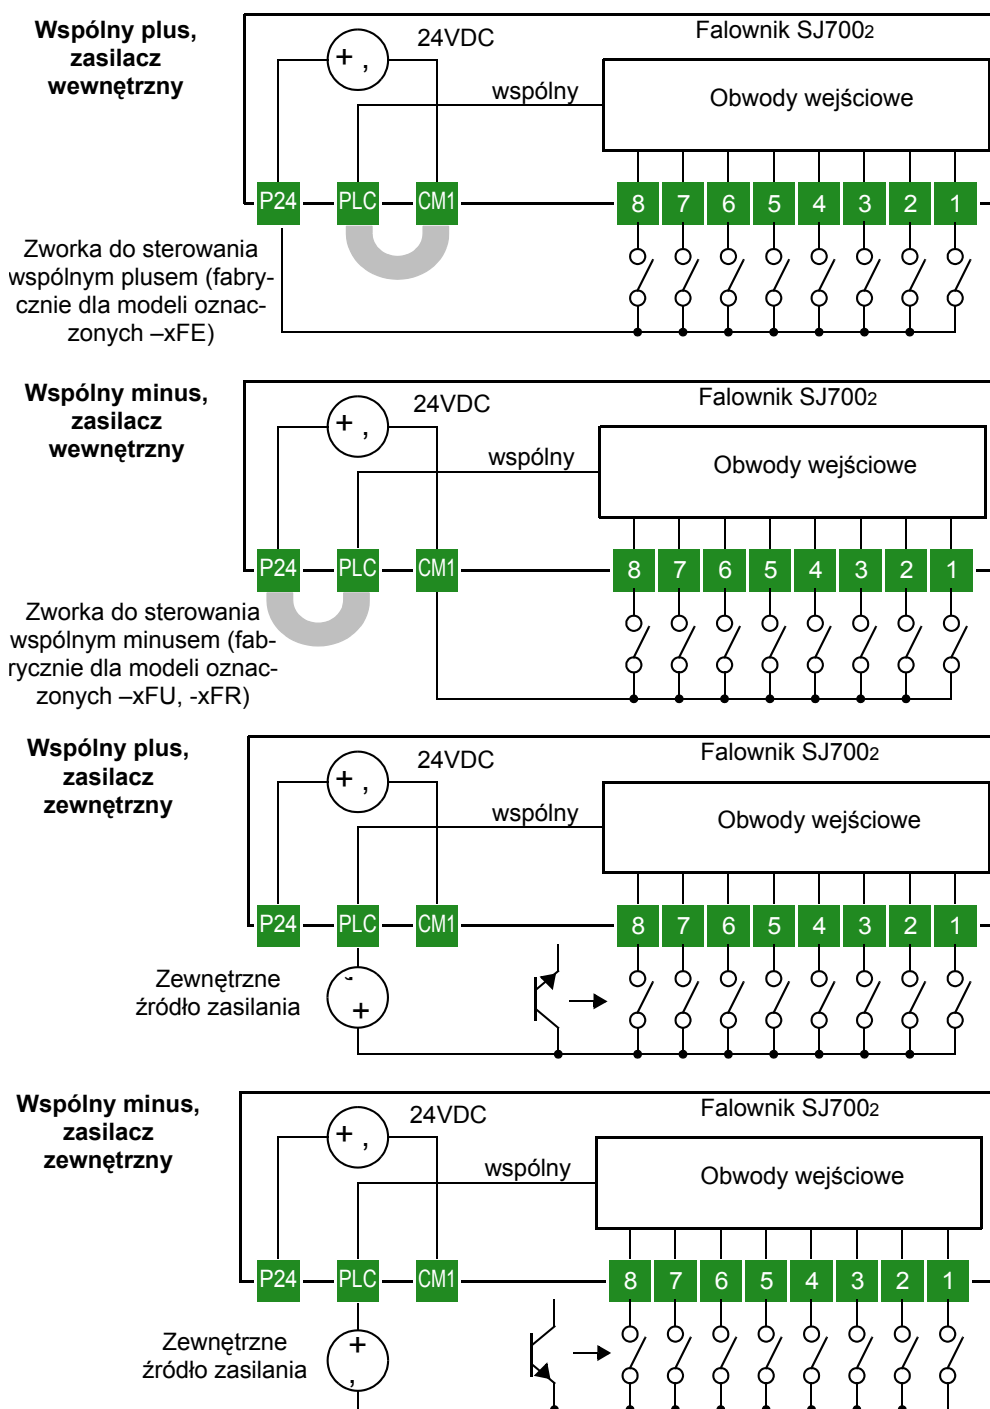 Wspólny plus,
zasilacz
wewnętrzny
24VDC
Falownik SJ7002
+ ,
wspólny
Obwody wejściowe
P24 PLC CM1 8 7 6 5 4 3 2 1
Zworka do sterowania
wspólnym plusem (fabry-
cznie dla modeli oznac-
zonych –xFE)
Wspólny minus,
zasilacz
wewnętrzny
24VDC
Falownik SJ7002
+ ,
wspólny
Obwody wejściowe
P24 PLC CM1 8 7 6 5 4 3 2 1
Zworka do sterowania
wspólnym minusem (fab-
rycznie dla modeli oznac-
zonych –xFU, -xFR)
Wspólny plus,
zasilacz
zewnętrzny
24VDC
Falownik SJ7002
+ ,
wspólny
Obwody wejściowe
P24 PLC CM1 8 7 6 5 4 3 2 1
Zewnętrzne
źródło zasilania
+
Wspólny minus,
zasilacz
zewnętrzny
24VDC
Falownik SJ7002
+ ,
wspólny
Obwody wejściowe
P24 PLC CM1 8 7 6 5 4 3 2 1
Zewnętrzne
źródło zasilania
+
,